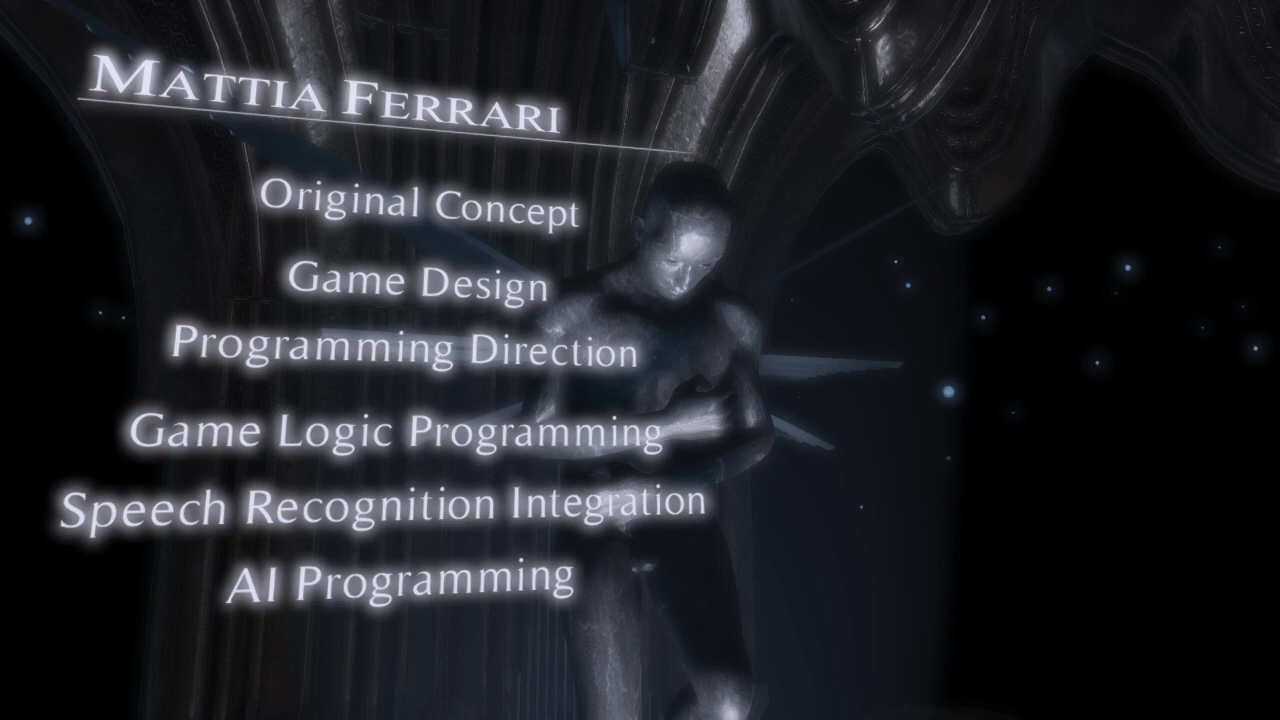 Mattia Ferrari
Original Concept
Game Design
Programming Direction
Game Logic Programming
Speech Recognition Integration
AI Programming